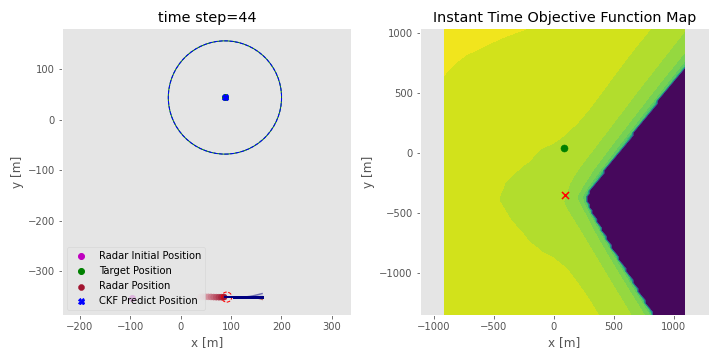 time step=44
y [m]
100
0
−100
−200
−300
Radar Initial Position
Target Position
Radar Position
CKF Predict Position
−200
−100
0
100
200
300
x [m]
Instant Time Objective Function Map
y [m]
1000
500
0
−500
−1000
−1000
−500
0
500
1000
x [m]